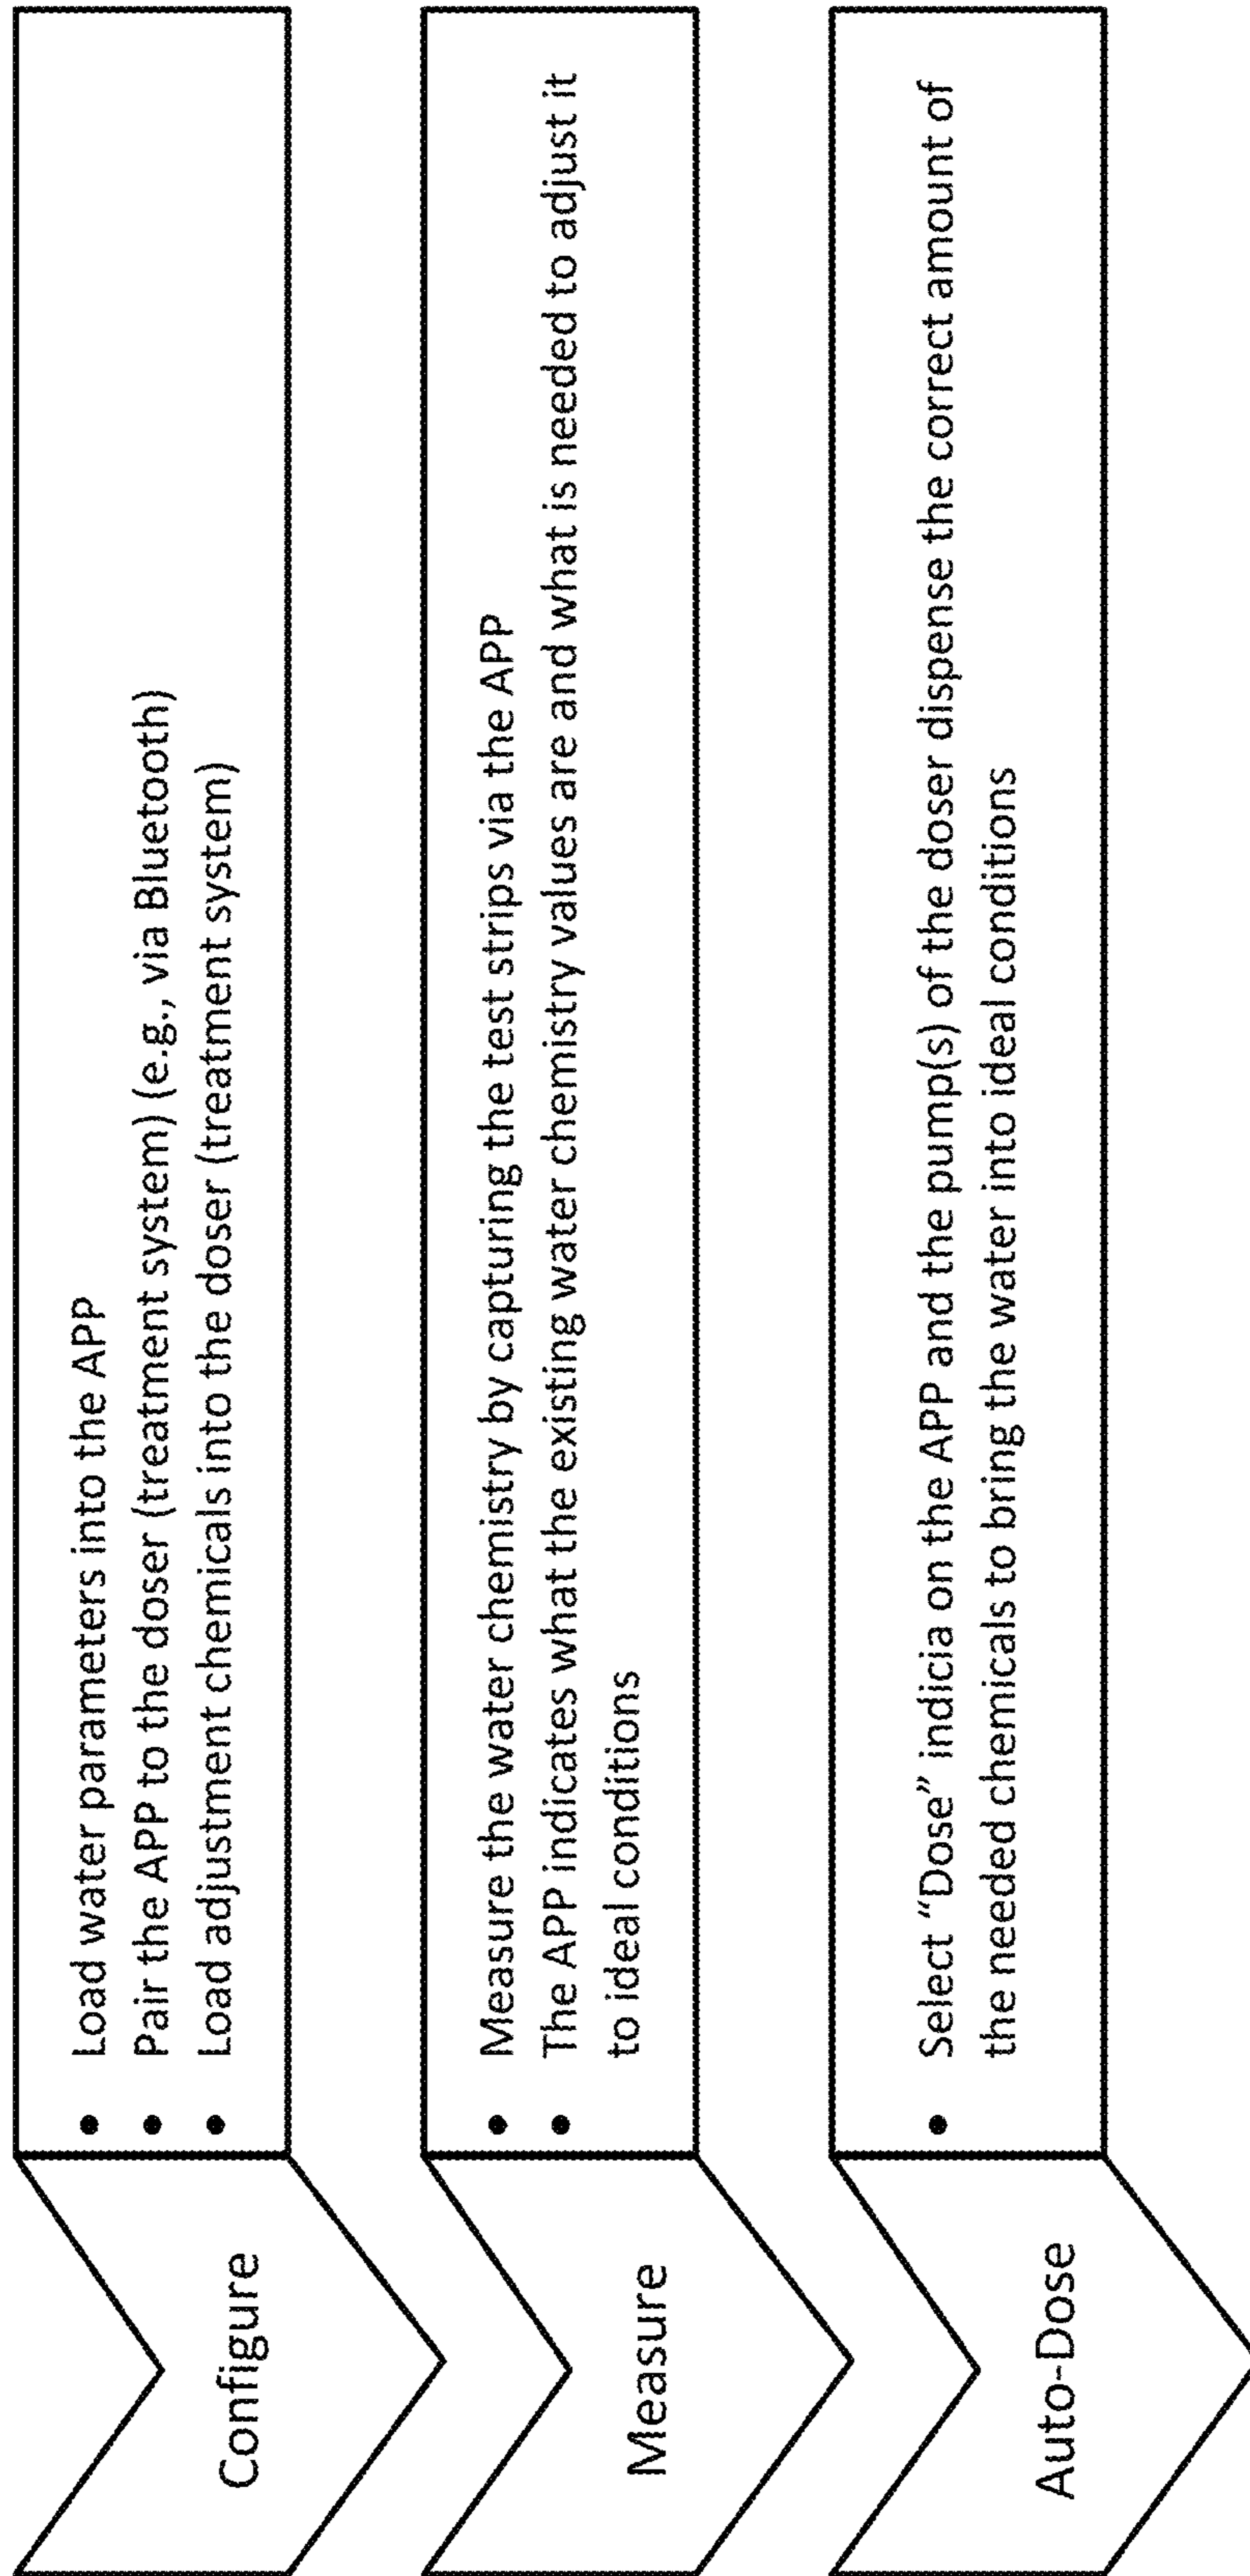 Configure
• Load water parameters into the APP
• Pair the APP to the doser (treatment system) (e.g., via Bluetooth)
• Load adjustment chemicals into the doser (treatment system)
Measure
• Measure the water chemistry by capturing the test strips via the APP
• The APP indicates what the existing water chemistry values are and what is needed to adjust it
to ideal conditions
Auto-Dose
• Select “Dose” indicia on the APP and the pump(s) of the doser dispense the correct amount of
the needed chemicals to bring the water into ideal conditions